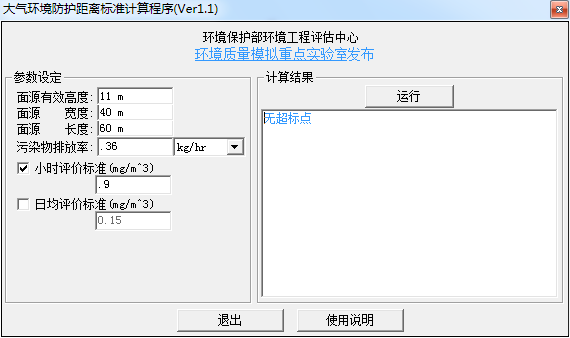 大气环境防护距离标准计算程序(Ver1.1)
环境保护部环境工程评估中心
环境质量模拟重点实验室发布
参数设定
面源有效高度: 11 m
面源 宽度: 40 m
面源 长度: 60 m
污染物排放率: .36 kg/hr
小时评价标准(mg/m^3)
.9
日均评价标准(mg/m^3)
0.15
计算结果
运行
无超标点
退出
使用说明